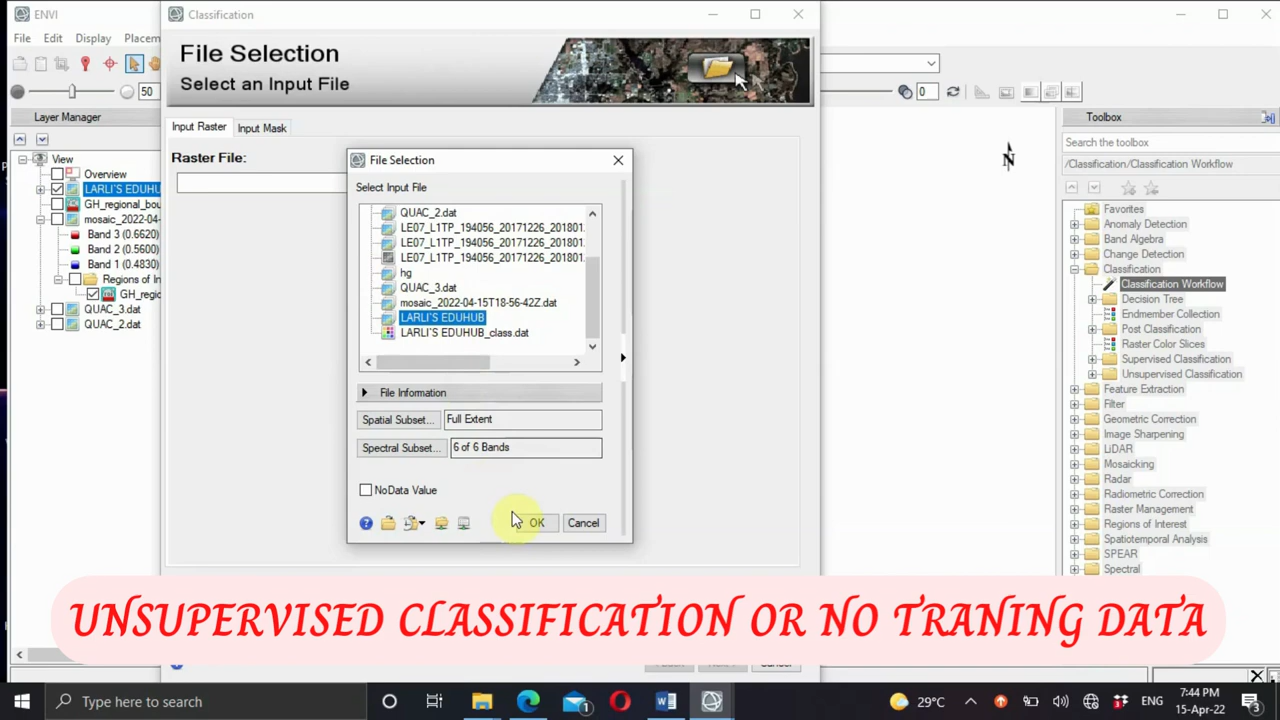 ENVI
Classification
File Edit Display Placem
File Selection
Select an Input File
50
0
Layer Manager
Toolbox
Input Raster Input Mask
Search the toolbox
Raster File:
File Selection
/Classification/Classification Workflow
View
Overview
LARLI'S EDUHU
GH_regional_bou
mosaic_2022-04-
Band 3 (0.6620)
Band 2 (0.5600)
Band 1 (0.4830)
Regions of In
GH_regio
QUAC_3.dat
QUAC_2.dat
Select Input File
QUAC_2.dat
LE07_L1TP_194056_20171226_201801
LE07_L1TP_194056_20171226_201801
LE07_L1TP_194056_20171226_201801
hg
QUAC_3.dat
mosaic_2022-04-15T18-56-42Z.dat
LARLI'S EDUHUB
LARLI'S EDUHUB_class.dat
File Information
Spatial Subset... Full Extent
Spectral Subset... 6 of 6 Bands
NoData Value
OK Cancel
Favorites
Anomaly Detection
Band Algebra
Change Detection
Classification
Classification Workflow
Decision Tree
Endmember Collection
Post Classification
Raster Color Slices
Supervised Classification
Unsupervised Classification
Feature Extraction
Filter
Geometric Correction
Image Sharpening
LiDAR
Mosaicking
Radar
Radiometric Correction
Raster Management
Regions of Interest
Spatiotemporal Analysis
SPEAR
Spectral
UNSUPERVISED CLASSIFICATION OR NO TRANING DATA
Type here to search
1
29°C
ENG
7:44 PM
15-Apr-22
3